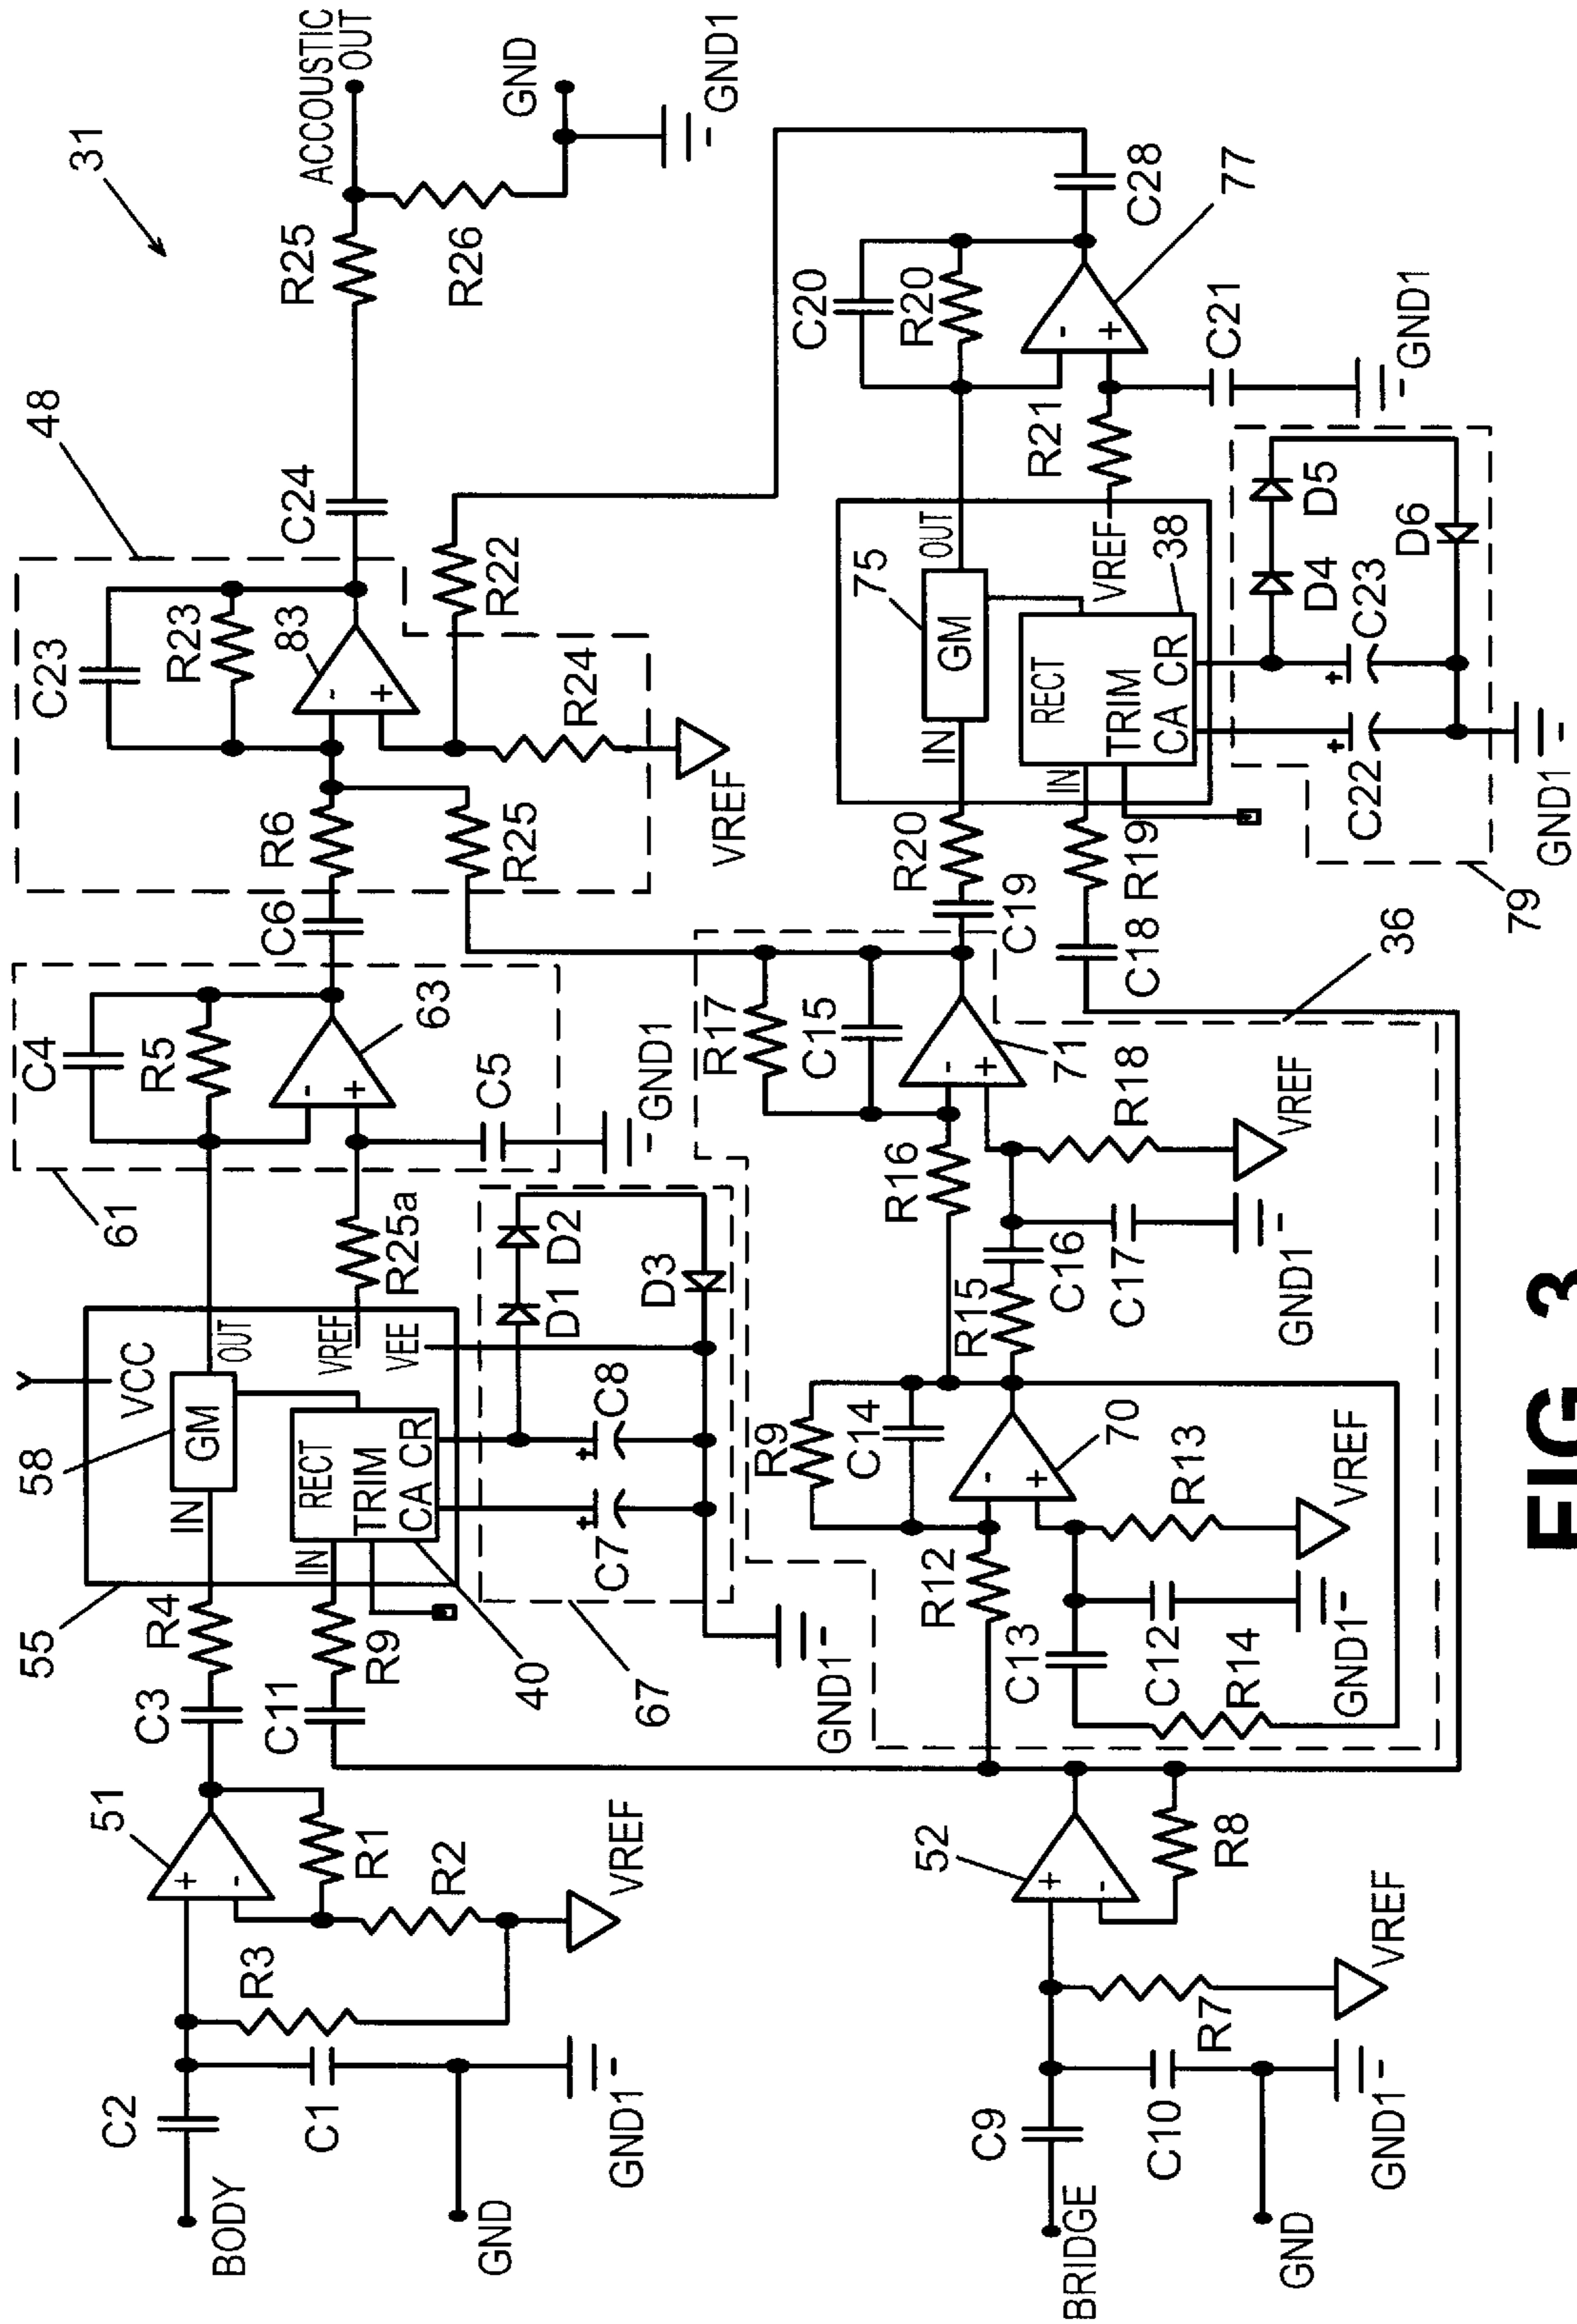 31
48
61
58
55
51
C2
BODY
C1
GND
GND1
R3
+
-
R1
R2
VREF
C3
R4
C11
R9
IN
GM
OUT
VCC
RECT
IN
TRIM
CA CR
VREF
VEE
40
67
C7
C8
D1
D2
D3
GND1
R25a
C4
R5
-
+
63
C5
GND1
C6
R6
R25
C23
R23
83
-
+
R24
VREF
R22
C24
R25
ACCOUSTIC
OUT
R26
GND
GND1
C9
BRIDGE
C10
GND
GND1
R7
VREF
52
+
-
R8
R12
R9
C14
-
+
70
C13
C12
R14
GND1
R13
VREF
R15
R16
C16
C17
GND1
R17
C15
-
+
71
R18
VREF
36
C19
R20
C18
R19
75
IN
GM
OUT
IN
RECT
TRIM
CA CR
VREF
38
79
C22
C23
D4
D5
D6
GND1
R21
C20
R20
-
+
77
C21
GND1
C28
FIG. 3